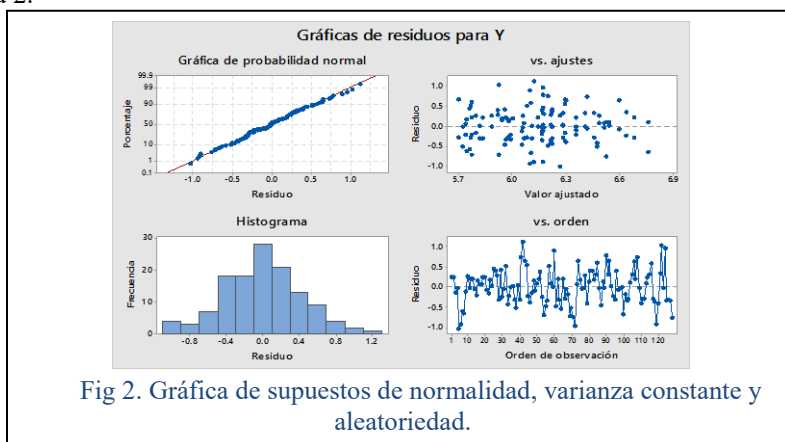 Gráficas de residuos para Y
Gráfica de probabilidad normal
99.9
99
90
50
10
1
0.1
Porcentaje
-1.0 -0.5 0.0 0.5 1.0
Residuo
vs. ajustes
1.0
0.5
0.0
-0.5
-1.0
Residuo
5.7 6.0 6.3 6.6 6.9
Valor ajustado
Histograma
30
20
10
0
Frecuencia
-0.8 -0.4 0.0 0.4 0.8 1.2
Residuo
vs. orden
1.0
0.5
0.0
-0.5
-1.0
Residuo
1 10 20 30 40 50 60 70 80 90 100 110 120
Orden de observación
Fig 2. Gráfica de supuestos de normalidad, varianza constante y
aleatoriedad.